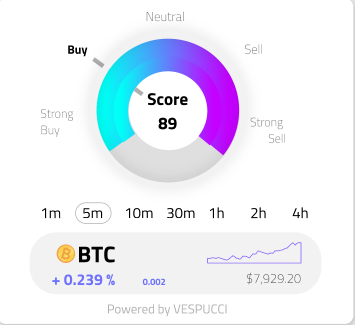 Neutral
Buy
Sell
Score
89
Strong
Buy
Strong
Sell
1m 5m 10m 30m 1h 2h 4h
BTC
+ 0.239 % 0.002
$7,929.20
Powered by VESPUCCI